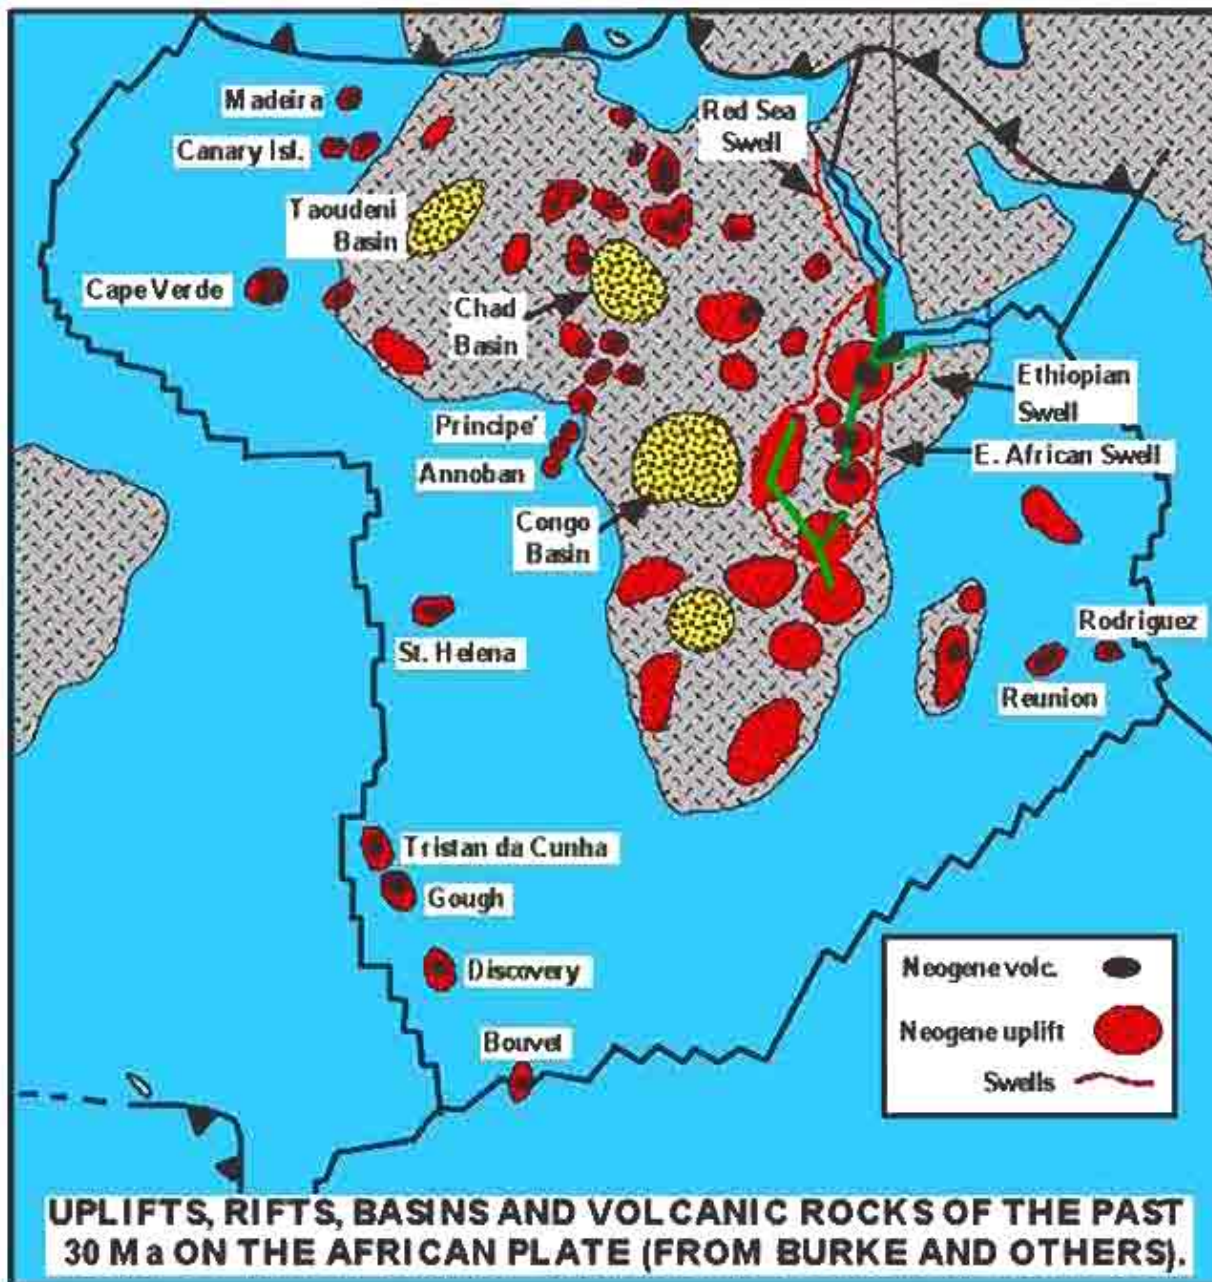 Madeira
Canary Isl.
Red Sea
Swell
Taoudeni
Basin
Cape Verde
Chad
Basin
Ethiopian
Swell
Principe'
Annoban
E. African Swell
Congo
Basin
St. Helena
Rodriguez
Reunion
Tristan da Cunha
Gough
Discovery
Bouvet
Neogene volc.
Neogene uplift
Swells
UPLIFTS, RIFTS, BASINS AND VOLCANIC ROCKS OF THE PAST
30 Ma ON THE AFRICAN PLATE (FROM BURKE AND OTHERS).